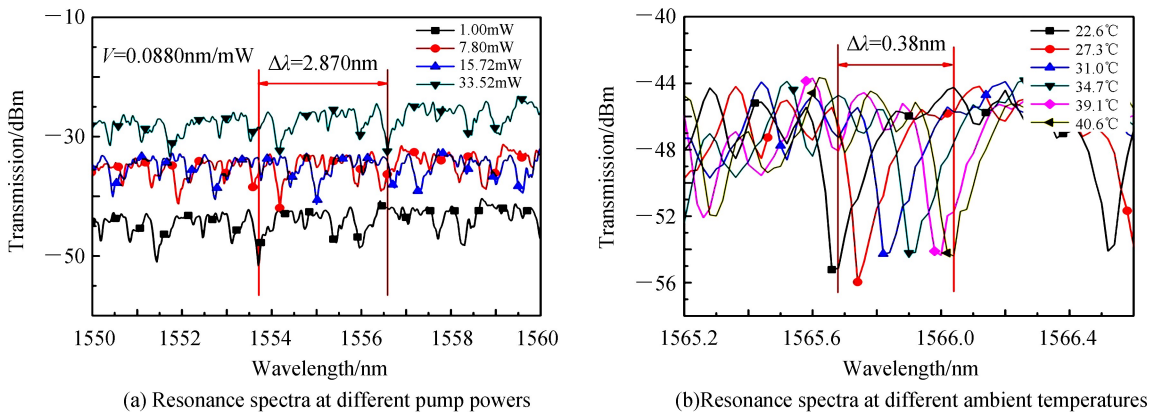 −10
−30
−50
Transmission/dBm
V=0.0880nm/mW
Δλ=2.870nm
1.00mW
7.80mW
15.72mW
33.52mW
1550 1552 1554 1556 1558 1560
Wavelength/nm
(a) Resonance spectra at different pump powers
−40
−44
−48
−52
−56
Transmission/dBm
Δλ=0.38nm
22.6℃
27.3℃
31.0℃
34.7℃
39.1℃
40.6℃
1565.2 1565.6 1566.0 1566.4
Wavelength/nm
(b)Resonance spectra at different ambient temperatures